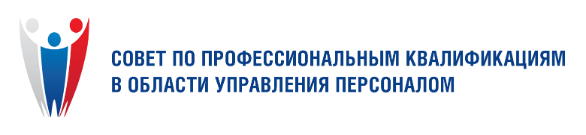 СОВЕТ ПО ПРОФЕССИОНАЛЬНЫМ КВАЛИФИКАЦИЯМ
В ОБЛАСТИ УПРАВЛЕНИЯ ПЕРСОНАЛОМ